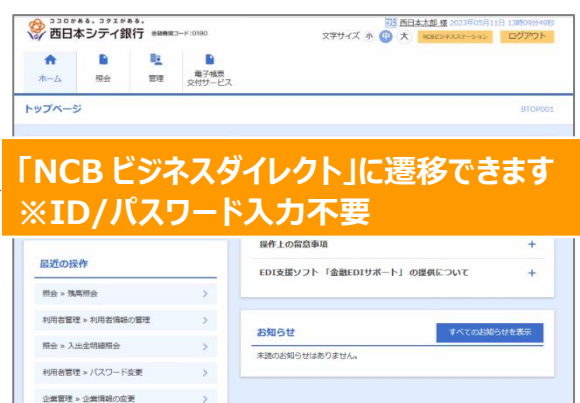 ココロがある。コタエがある。
西日本シティ銀行 金融機関コード:0190
西日本太郎 様 2023年05月11日 13時09分49秒
文字サイズ 小 中 大 NCBビジネスステーション ログアウト
ホーム 照会 管理 電子帳票
交付サービス
トップページ BTOP001
「NCB ビジネスダイレクト」に遷移できます
※ID/パスワード入力不要
操作上の留意事項 +
EDI支援ソフト 「金融EDIサポート」 の提供について +
最近の操作
照会 » 残高照会 >
利用者管理 » 利用者情報の管理 >
照会 » 入出金明細照会 >
利用者管理 » パスワード変更 >
企業管理 » 企業情報の変更 >
お知らせ すべてのお知らせを表示
未読のお知らせはありません。